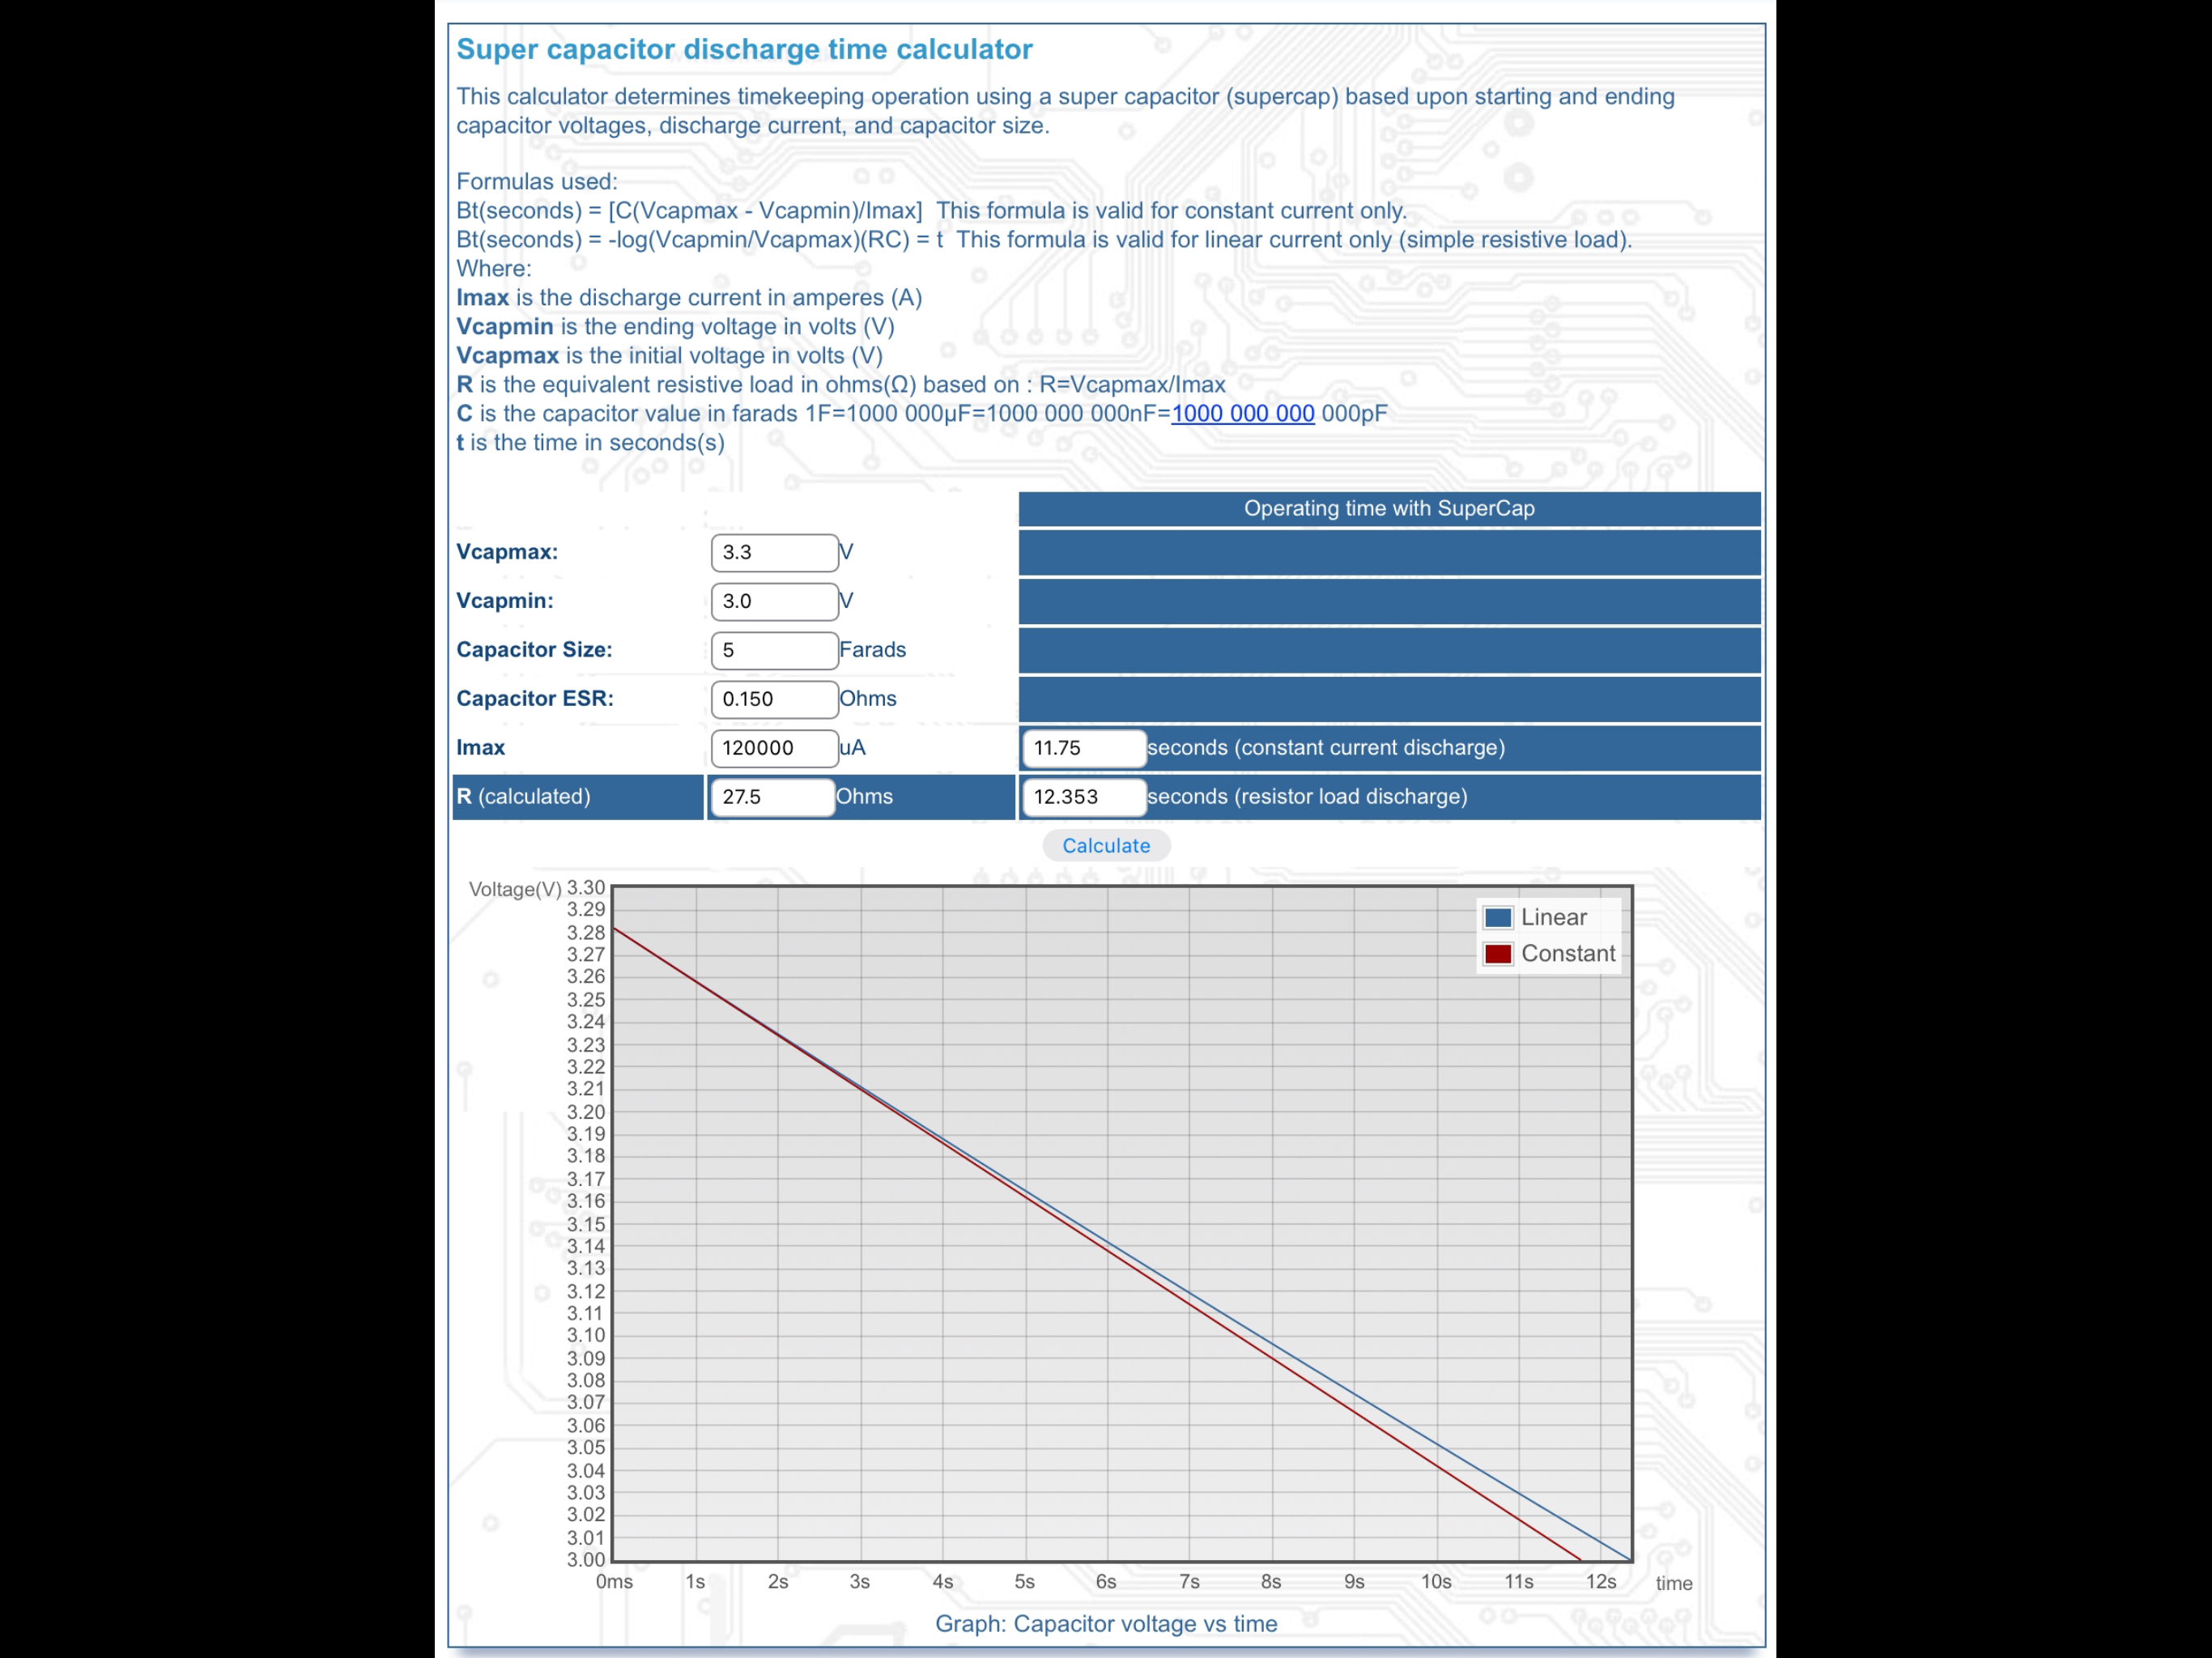 Super capacitor discharge time calculator
This calculator determines timekeeping operation using a super capacitor (supercap) based upon starting and ending
capacitor voltages, discharge current, and capacitor size.
Formulas used:
Bt(seconds) = [C(Vcapmax - Vcapmin)/Imax]  This formula is valid for constant current only.
Bt(seconds) = -log(Vcapmin/Vcapmax)(RC) = t  This formula is valid for linear current only (simple resistive load).
Where:
Imax is the discharge current in amperes (A)
Vcapmin is the ending voltage in volts (V)
Vcapmax is the initial voltage in volts (V)
R is the equivalent resistive load in ohms(Ω) based on : R=Vcapmax/Imax
C is the capacitor value in farads 1F=1000 000µF=1000 000 000nF=1000 000 000 000pF
t is the time in seconds(s)
Operating time with SuperCap
Vcapmax: 3.3 V
Vcapmin: 3.0 V
Capacitor Size: 5 Farads
Capacitor ESR: 0.150 Ohms
Imax 120000 uA 11.75 seconds (constant current discharge)
R (calculated) 27.5 Ohms 12.353 seconds (resistor load discharge)
Calculate
Voltage(V) 3.30
3.29
3.28
3.27
3.26
3.25
3.24
3.23
3.22
3.21
3.20
3.19
3.18
3.17
3.16
3.15
3.14
3.13
3.12
3.11
3.10
3.09
3.08
3.07
3.06
3.05
3.04
3.03
3.02
3.01
3.00
Linear
Constant
0ms 1s 2s 3s 4s 5s 6s 7s 8s 9s 10s 11s 12s time
Graph: Capacitor voltage vs time